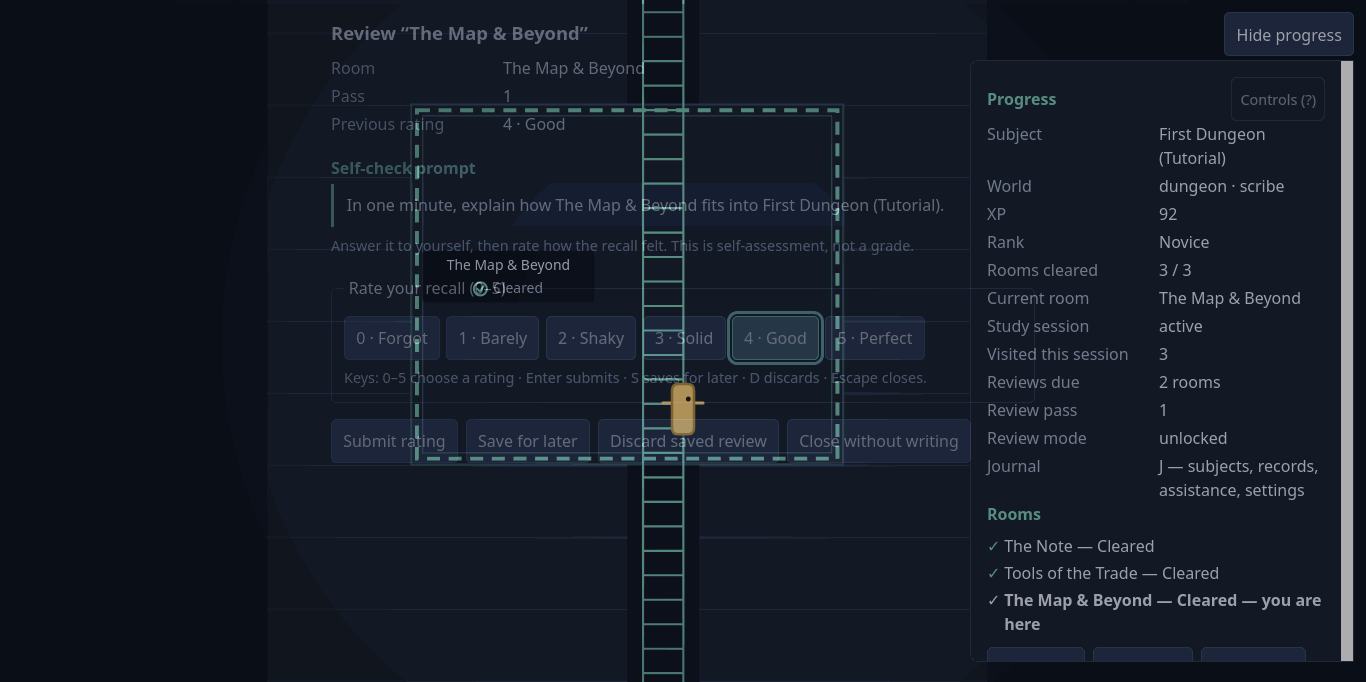 Hide progress
Review “The Map & Beyond”
Room The Map & Beyond
Pass 1
Previous rating 4 · Good
Self-check prompt
In one minute, explain how The Map & Beyond fits into First Dungeon (Tutorial).
Answer it to yourself, then rate how the recall felt. This is self-assessment, not a grade.
The Map & Beyond
Cleared
Rate your recall (0–5)
0 · Forgot 1 · Barely 2 · Shaky 3 · Solid 4 · Good 5 · Perfect
Keys: 0–5 choose a rating · Enter submits · S saves for later · D discards · Escape closes.
Submit rating Save for later Discard saved review Close without writing
Progress
Controls (?)
Subject First Dungeon
(Tutorial)
World dungeon · scribe
XP 92
Rank Novice
Rooms cleared 3 / 3
Current room The Map & Beyond
Study session active
Visited this session 3
Reviews due 2 rooms
Review pass 1
Review mode unlocked
Journal J — subjects, records,
assistance, settings
Rooms
✓ The Note — Cleared
✓ Tools of the Trade — Cleared
✓ The Map & Beyond — Cleared — you are
here